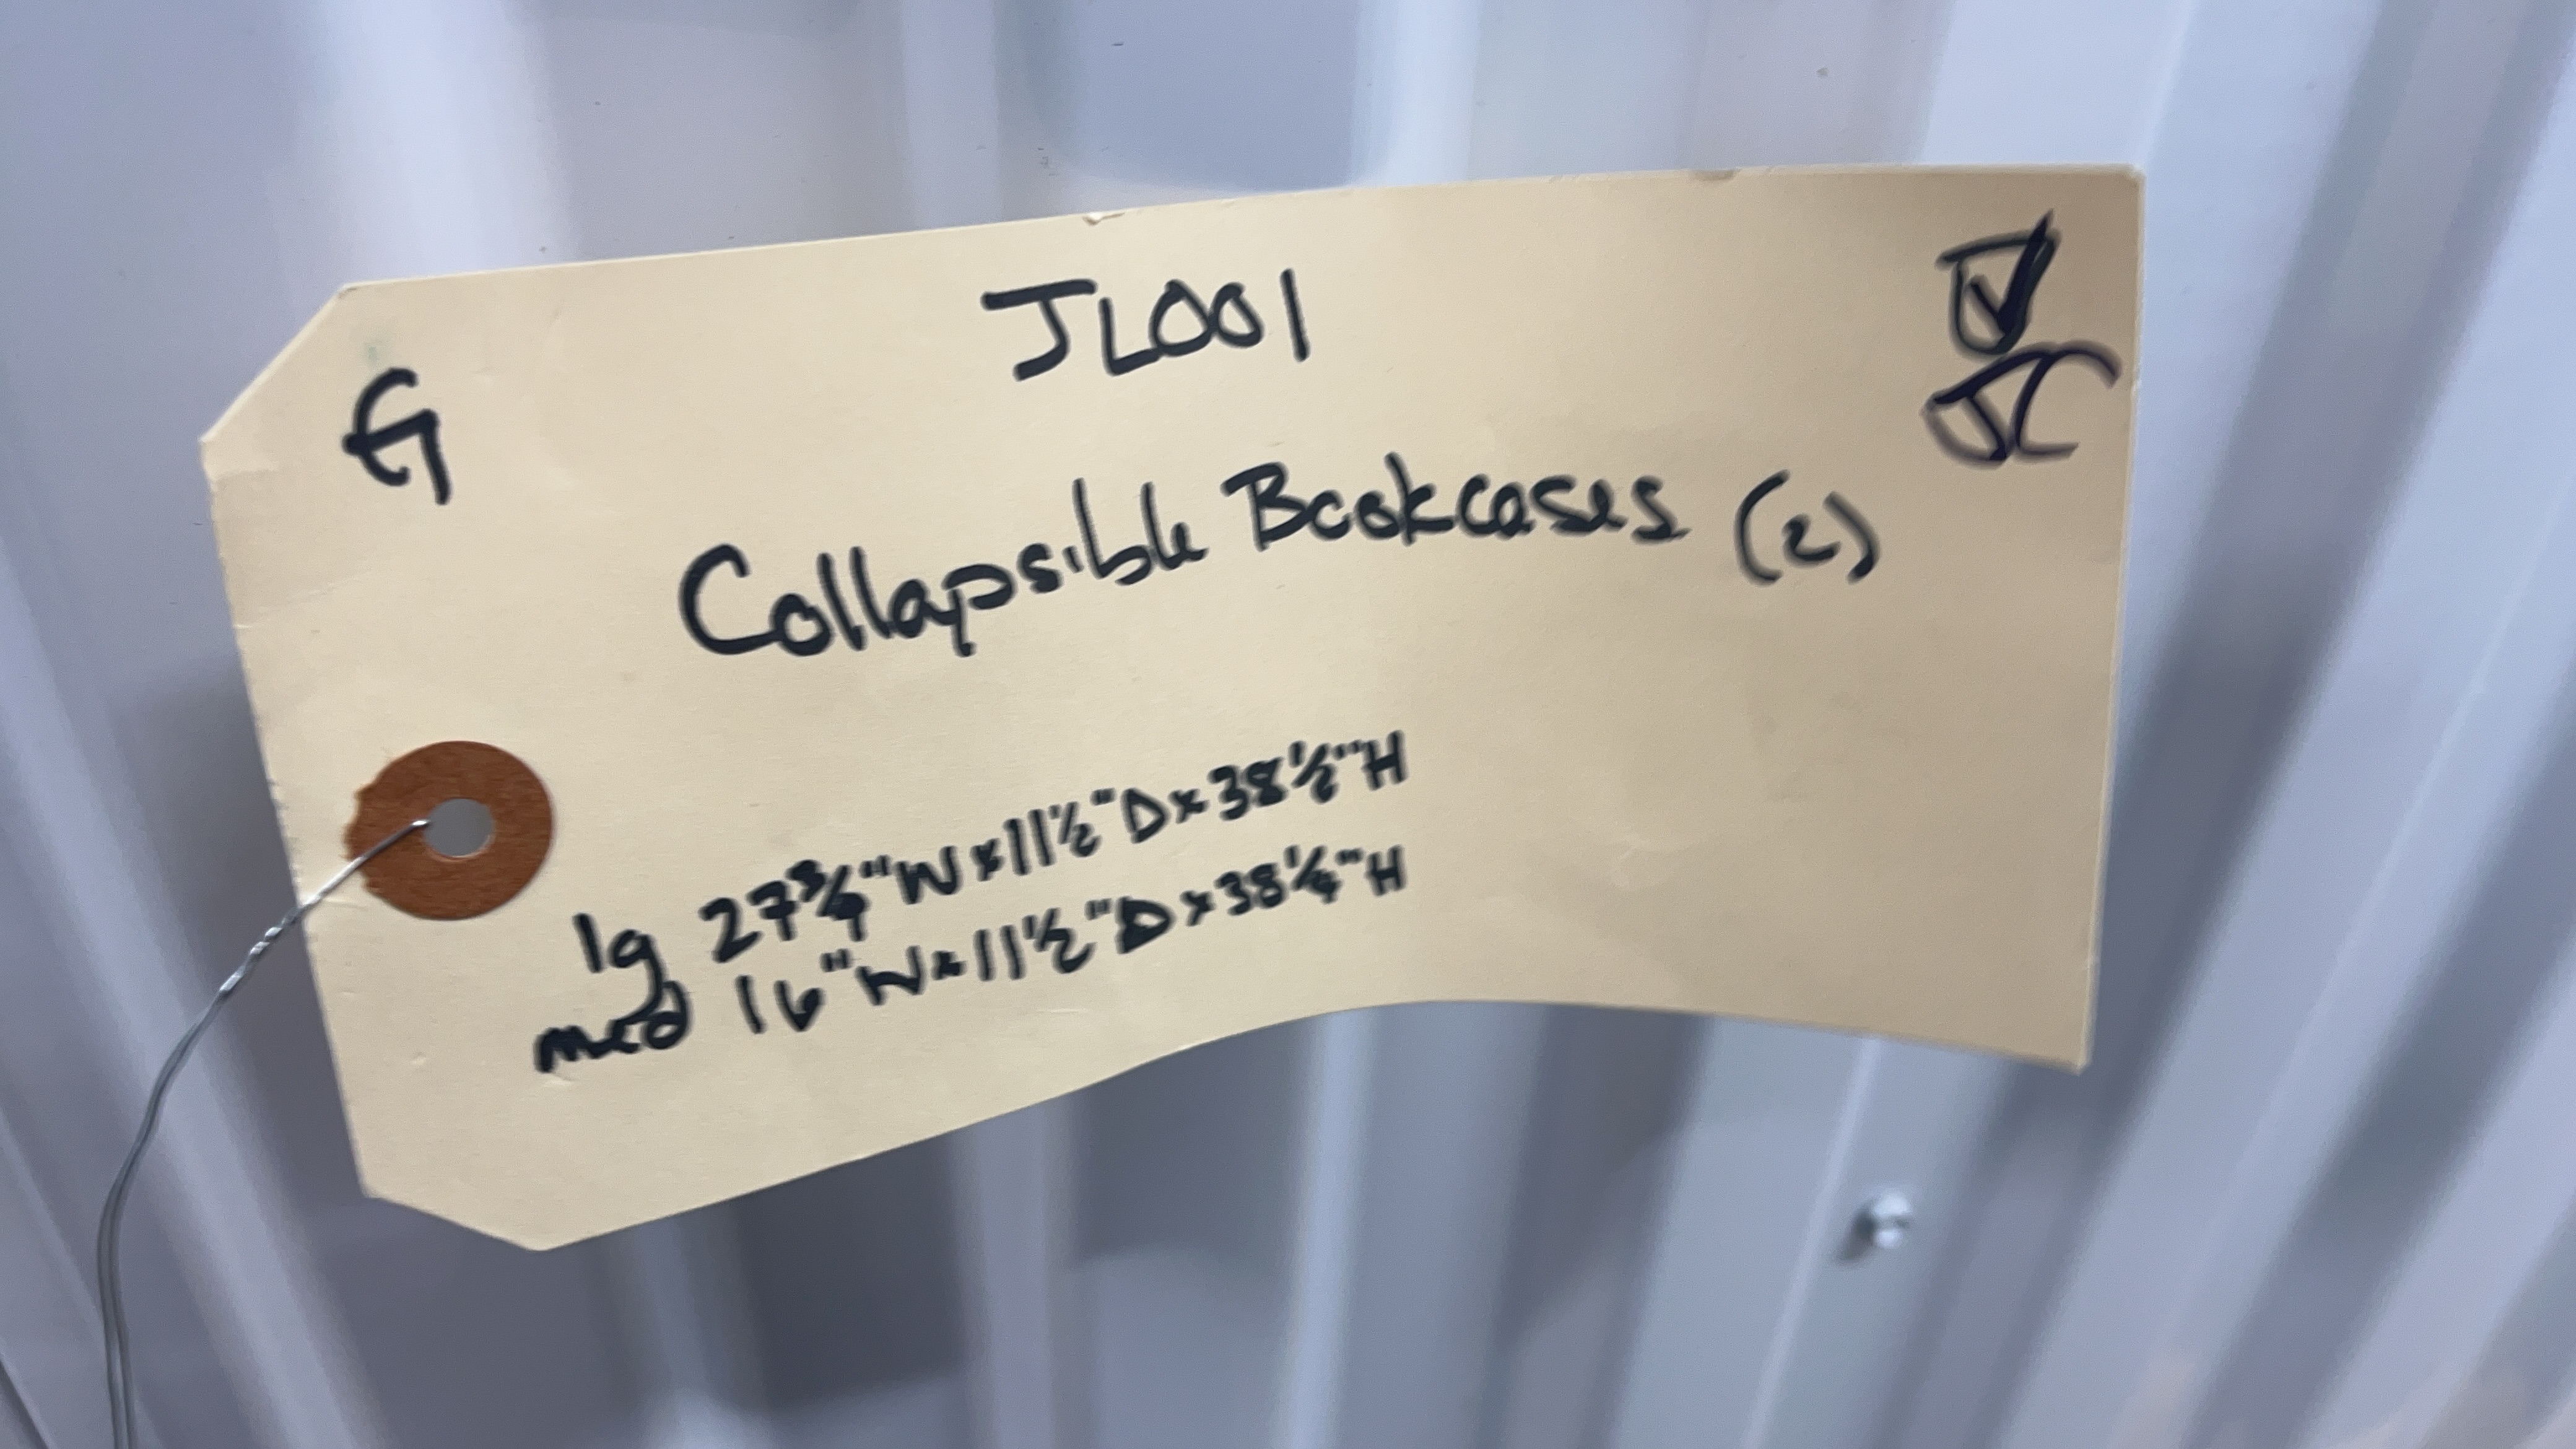 JL001
G
JC
Collapsible Bookcases (2)
lg 27¾"W x 11½"D x 38½"H
med 16"W x 11½"D x 38¼"H